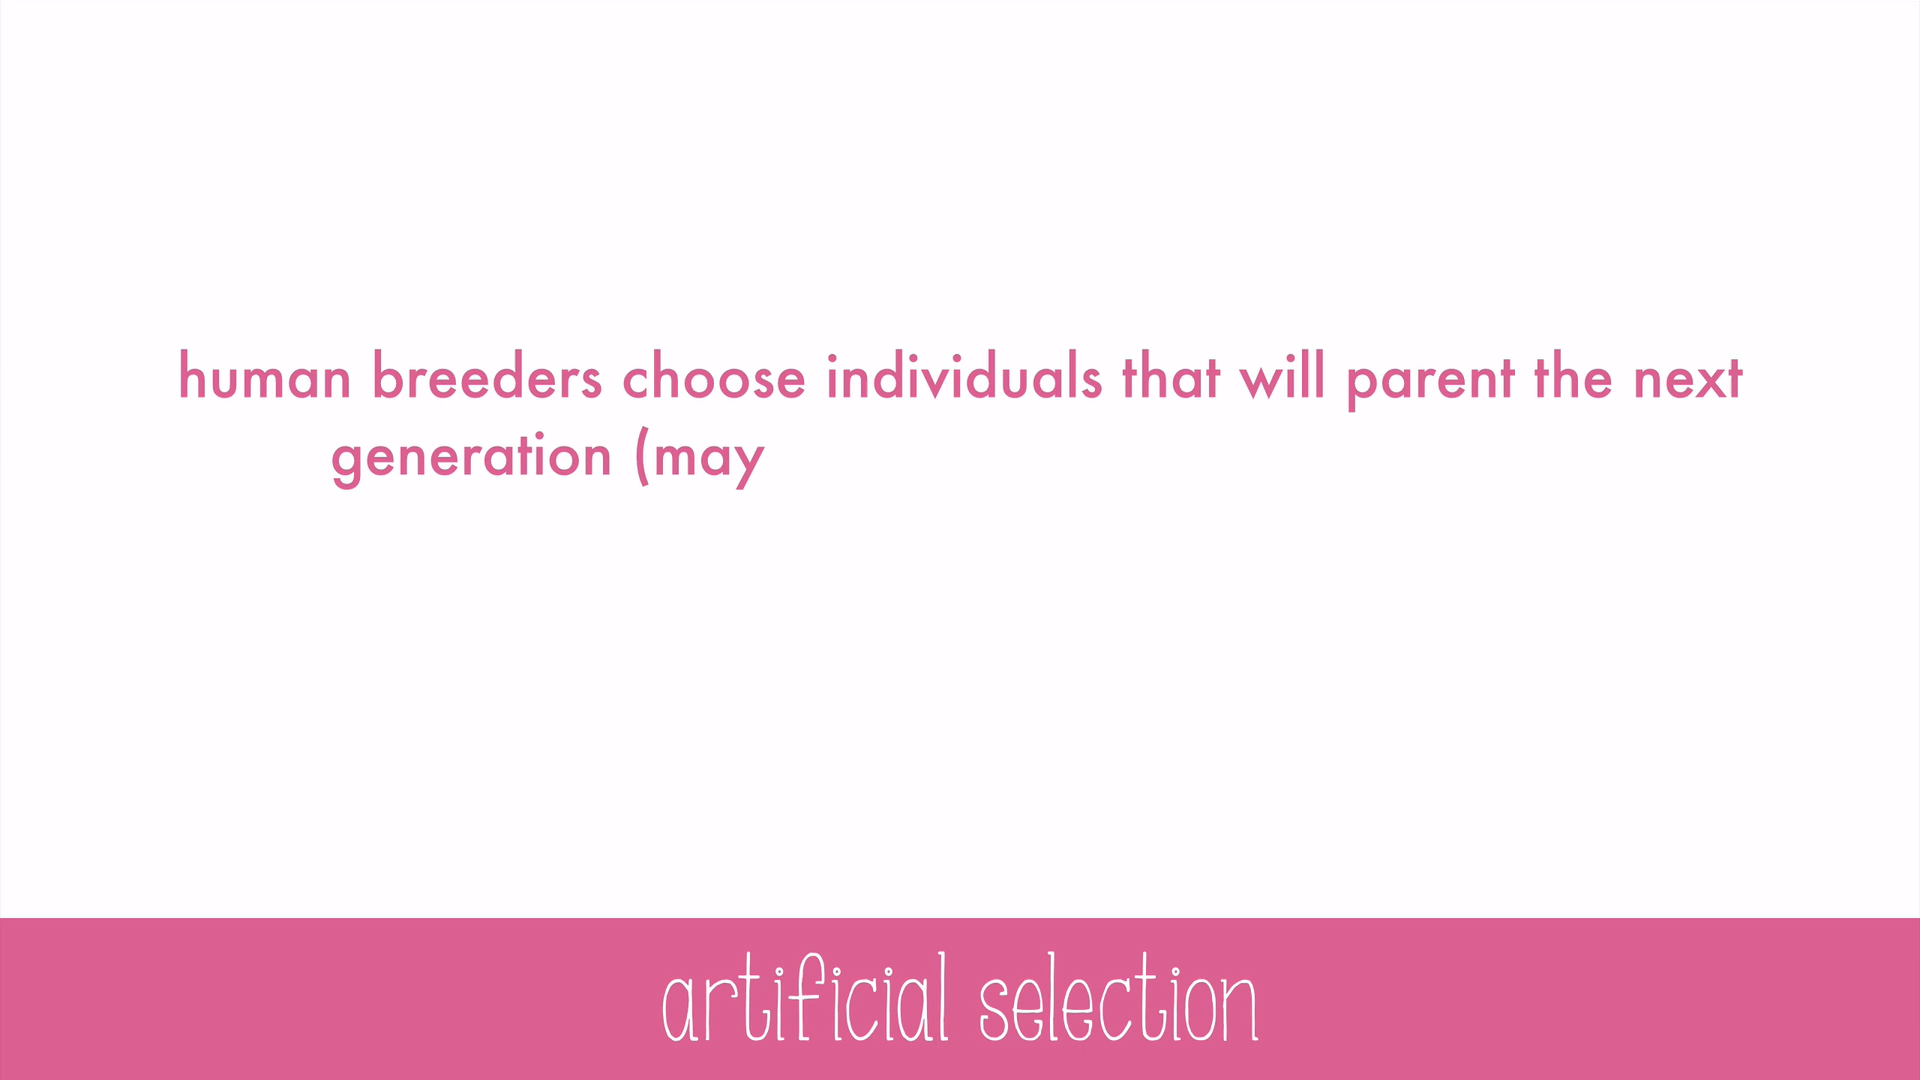 human breeders choose individuals that will parent the next
generation (may
artificial selection